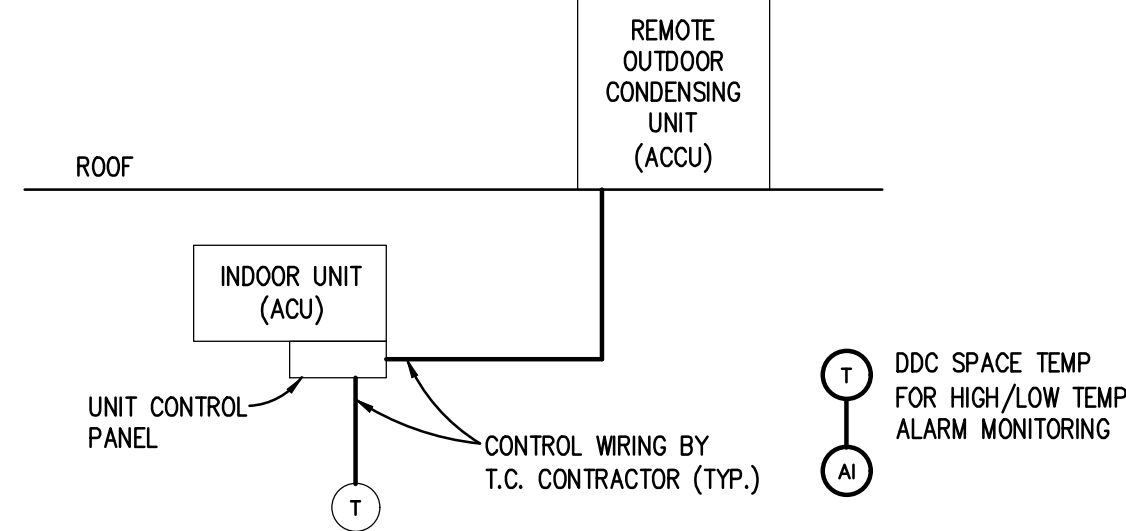 REMOTE
OUTDOOR
CONDENSING
UNIT
(ACCU)
ROOF
INDOOR UNIT
(ACU)
UNIT CONTROL
PANEL
CONTROL WIRING BY
T.C. CONTRACTOR (TYP.)
T
T
AI
DDC SPACE TEMP
FOR HIGH/LOW TEMP
ALARM MONITORING